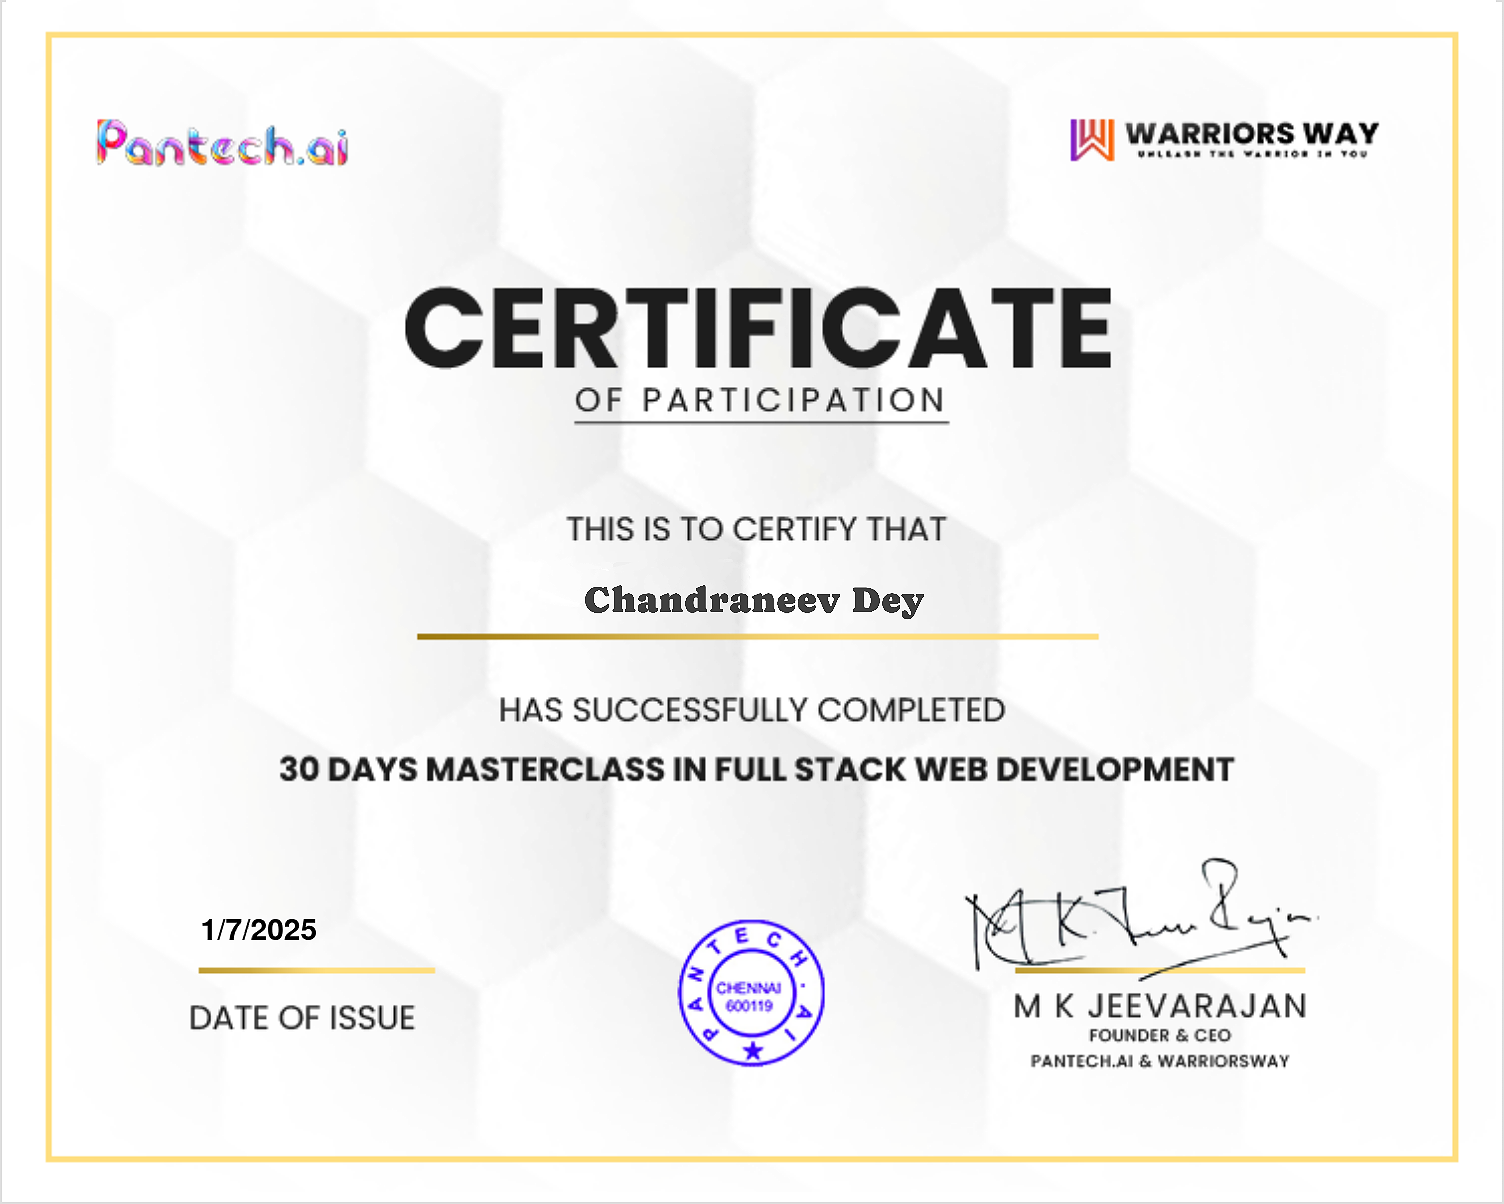 Pantech.ai
WARRIORS WAY
UNLEASH THE WARRIOR IN YOU
CERTIFICATE
OF PARTICIPATION
THIS IS TO CERTIFY THAT
Chandraneev Dey
HAS SUCCESSFULLY COMPLETED
30 DAYS MASTERCLASS IN FULL STACK WEB DEVELOPMENT
1/7/2025
DATE OF ISSUE
PANTECH.AI
CHENNAI
600119
M K JEEVARAJAN
FOUNDER & CEO
PANTECH.AI & WARRIORSWAY